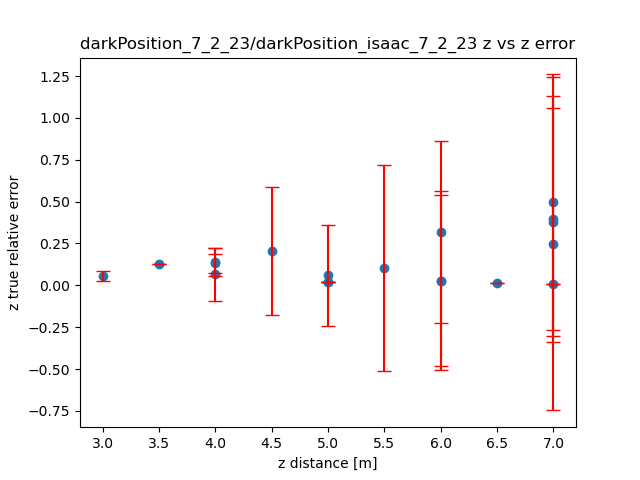 darkPosition_7_2_23/darkPosition_isaac_7_2_23 z vs z error
z true relative error
1.25
1.00
0.75
0.50
0.25
0.00
−0.25
−0.50
−0.75
3.0 3.5 4.0 4.5 5.0 5.5 6.0 6.5 7.0
z distance [m]